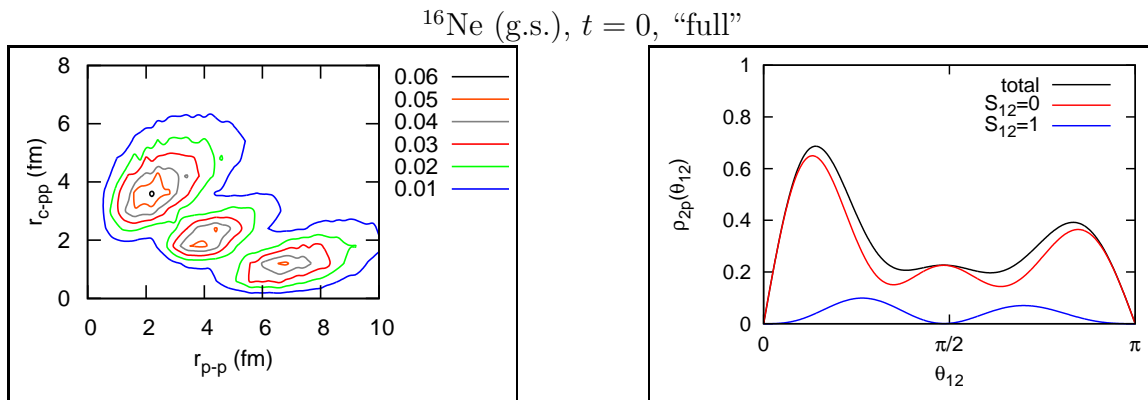 ¹⁶Ne (g.s.), t = 0, “full”
8
6
4
2
0
0 2 4 6 8 10
r_c-pp (fm)
r_p-p (fm)
0.06
0.05
0.04
0.03
0.02
0.01
1
0.8
0.6
0.4
0.2
0
0 π/2 π
ρ_2p(θ_12)
θ_12
total
S_12=0
S_12=1